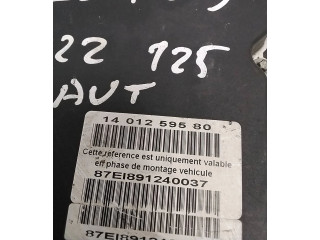 22 125
AUT
14 012 595 80
Cette reference est uniquement valable
en phase de montage vehicule
87EI891240037